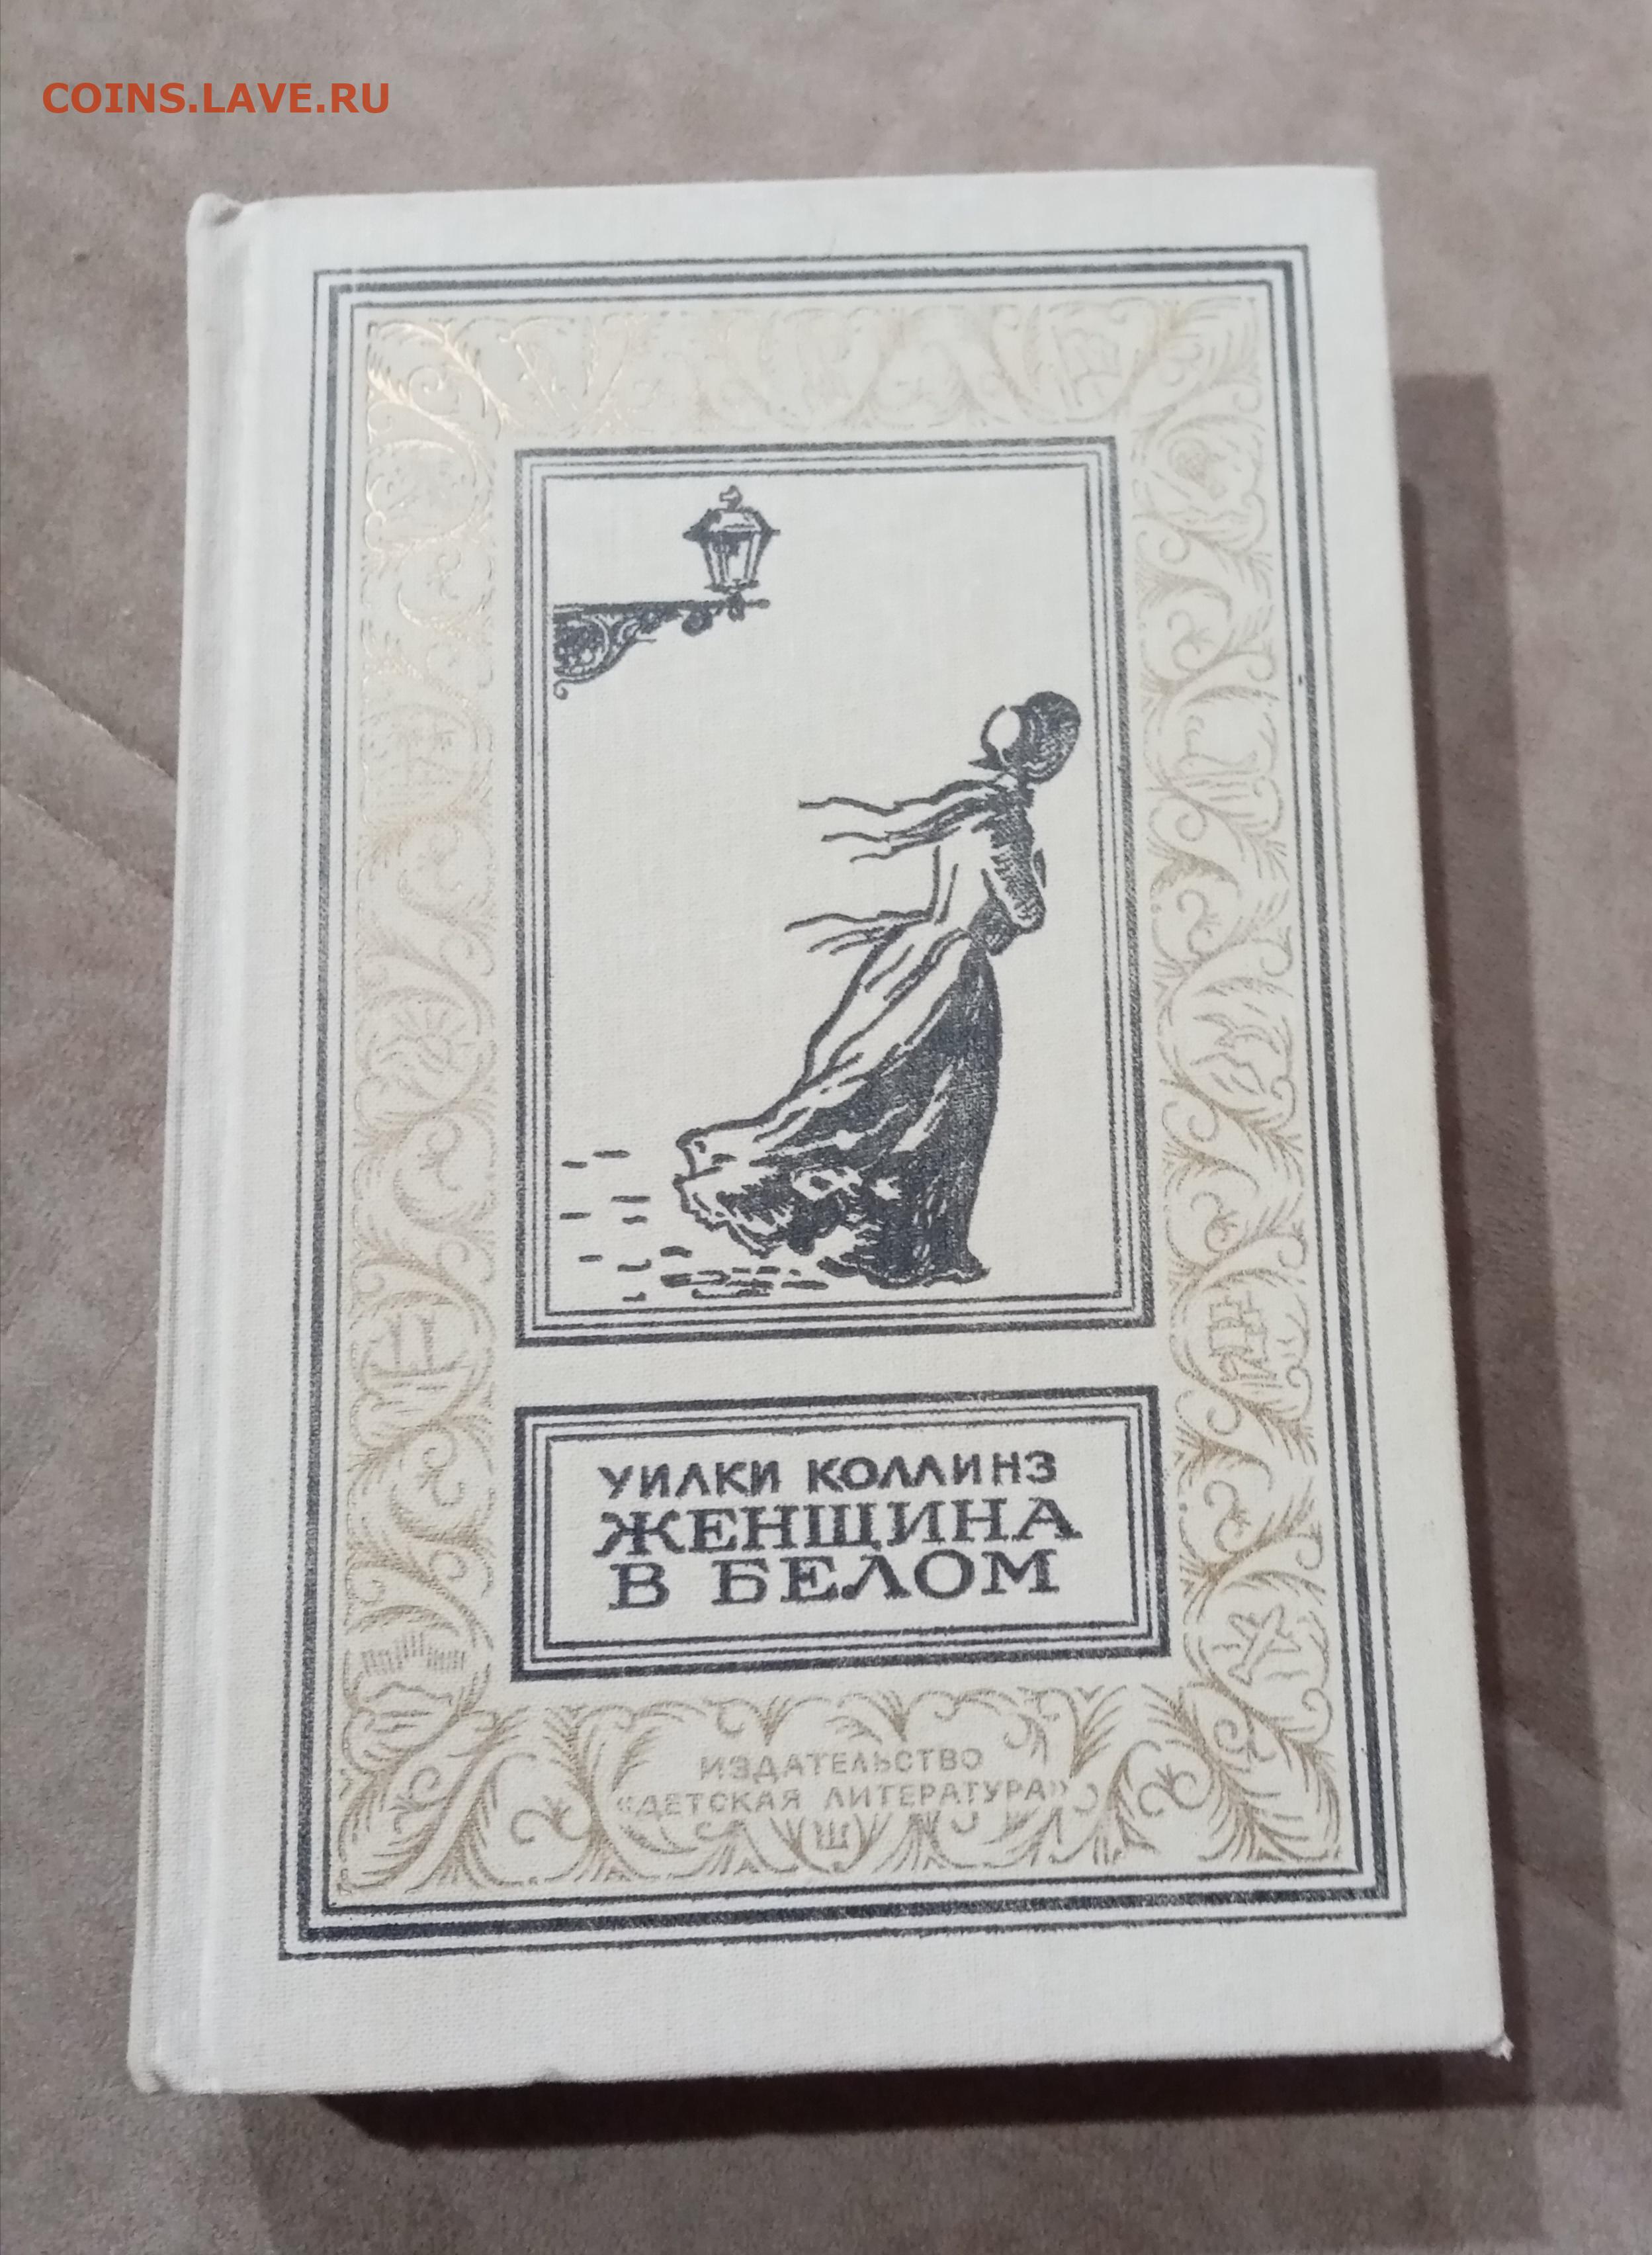 COINS.LAVE.RU
УИЛКИ КОЛЛИНЗ
ЖЕНЩИНА
В БЕЛОМ
ИЗДАТЕЛЬСТВО
«ДЕТСКАЯ ЛИТЕРАТУРА»